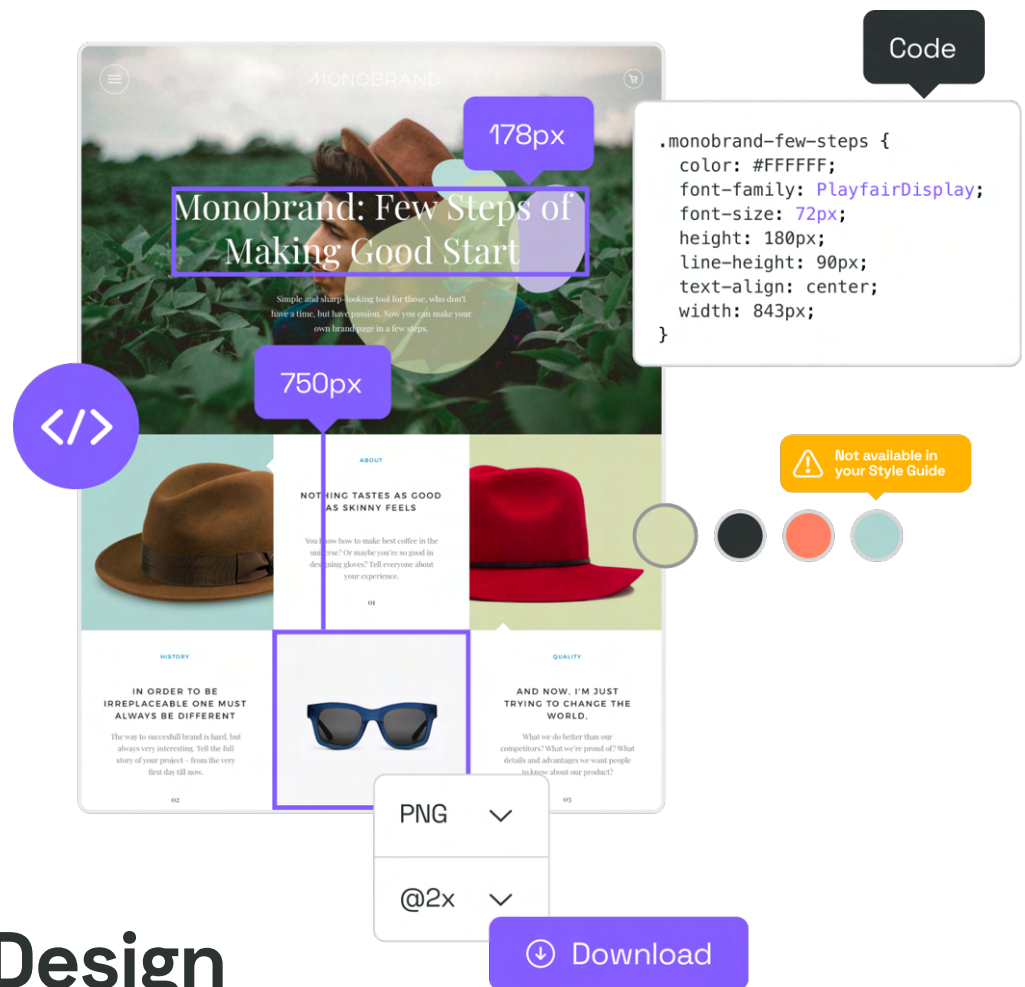 Code
MONOBRAND
178px
.monobrand-few-steps {
color: #FFFFFF;
font-family: PlayfairDisplay;
font-size: 72px;
height: 180px;
line-height: 90px;
text-align: center;
width: 843px;
}
Monobrand: Few Steps of
Making Good Start
Simple and sharp-looking tool for those, who don't
have a time, but have passion. Now you can make your
own brand page in a few steps.
750px
</>
ABOUT
NOTHING TASTES AS GOOD
AS SKINNY FEELS
You know how to make best coffee in the
universe? Or maybe you're so good in
designing gloves? Tell everyone about
your experience.
01
Not available in
your Style Guide
HISTORY
IN ORDER TO BE
IRREPLACEABLE ONE MUST
ALWAYS BE DIFFERENT
The way to succesfull brand is hard, but
always very interesting. Tell the full
story of your project – from the very
first day till now.
02
QUALITY
AND NOW, I'M JUST
TRYING TO CHANGE THE
WORLD.
What we do better than our
competitors? What we're proud of? What
details and advantages we want people
to know about our product?
03
PNG
@2x
Download
Design